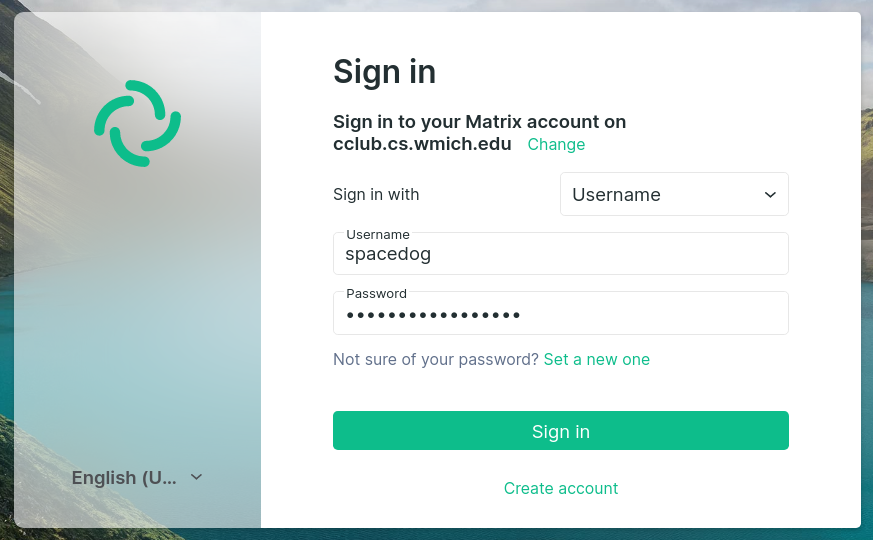 Sign in
Sign in to your Matrix account on
cclub.cs.wmich.edu Change
Sign in with Username
Username
spacedog
Password
•••••••••••••••••
Not sure of your password? Set a new one
Sign in
English (U...
Create account